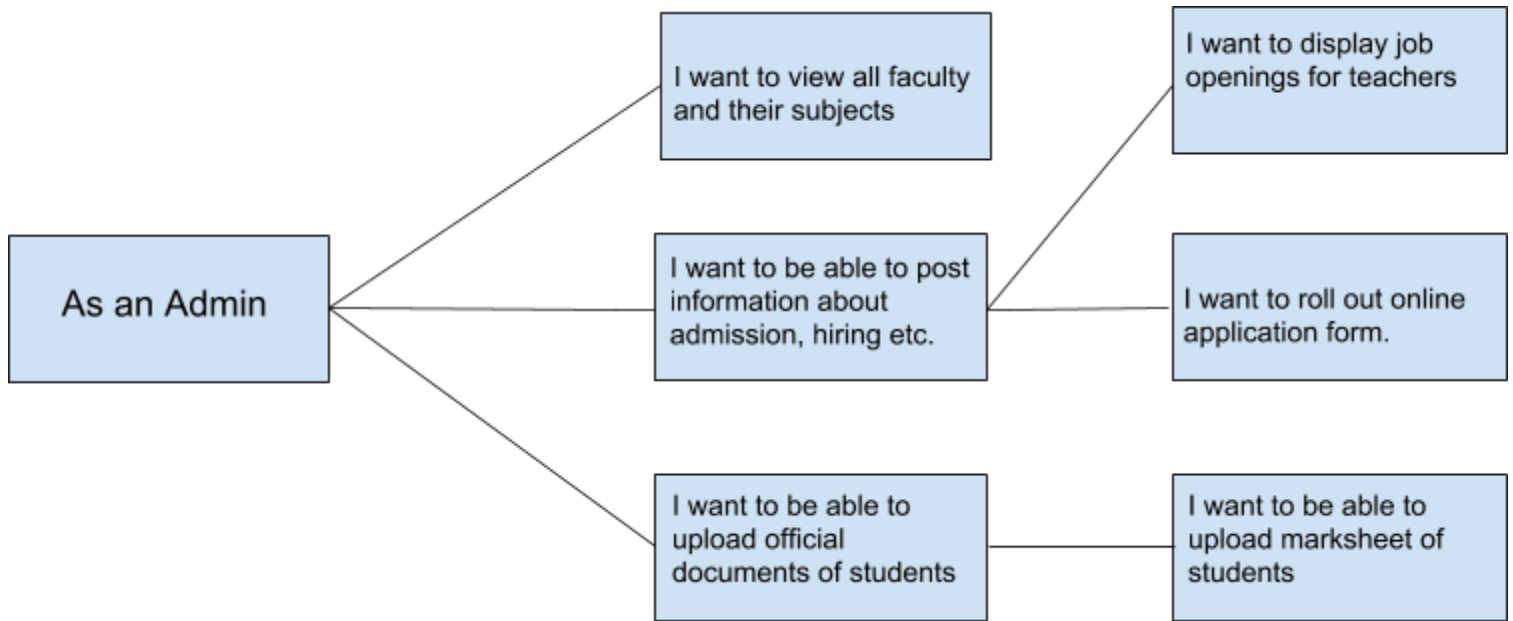 As an Admin
I want to view all faculty
and their subjects
I want to be able to post
information about
admission, hiring etc.
I want to be able to
upload official
documents of students
I want to display job
openings for teachers
I want to roll out online
application form.
I want to be able to
upload marksheet of
students